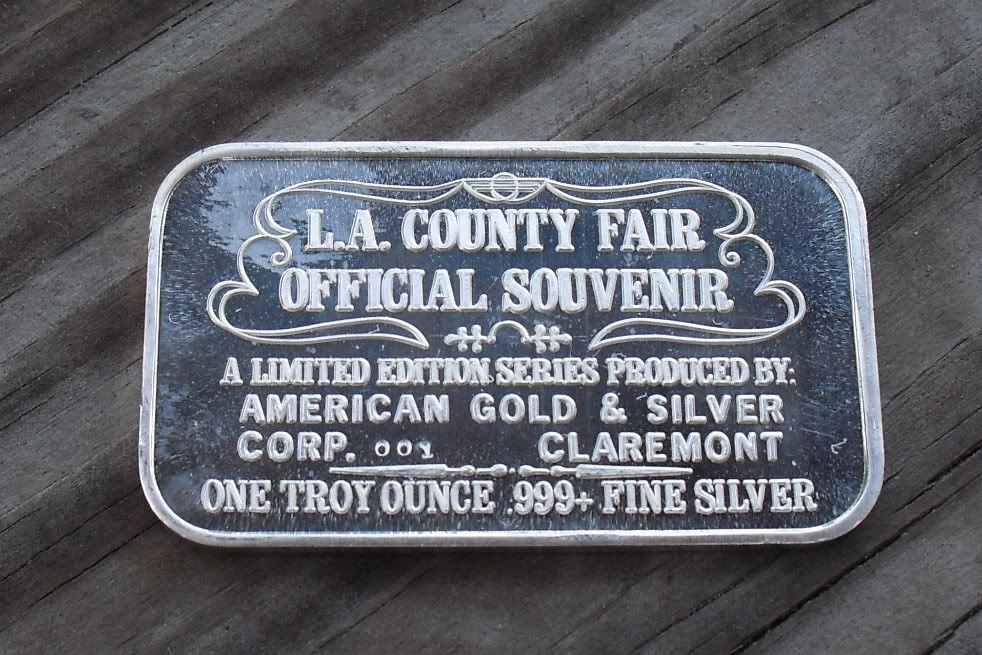 L.A. COUNTY FAIR
OFFICIAL SOUVENIR
A LIMITED EDITION SERIES PRODUCED BY:
AMERICAN GOLD & SILVER
CORP. 001 CLAREMONT
ONE TROY OUNCE .999+ FINE SILVER